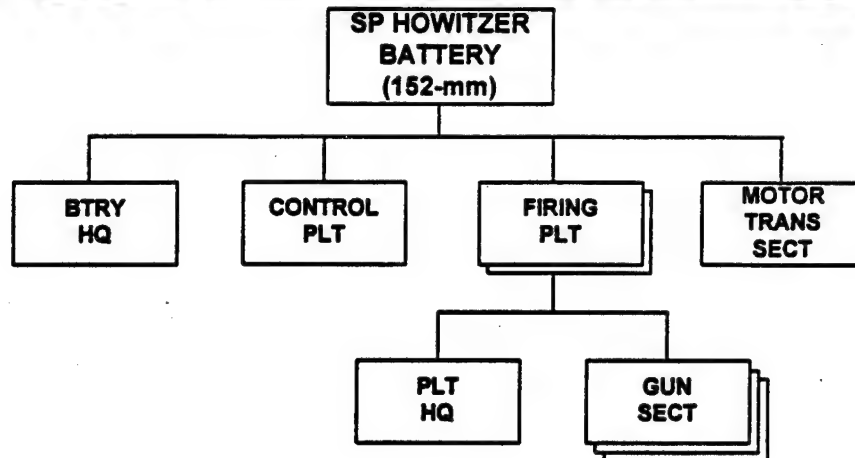 SP HOWITZER
BATTERY
(152-mm)
BTRY
HQ
CONTROL
PLT
FIRING
PLT
MOTOR
TRANS
SECT
PLT
HQ
GUN
SECT